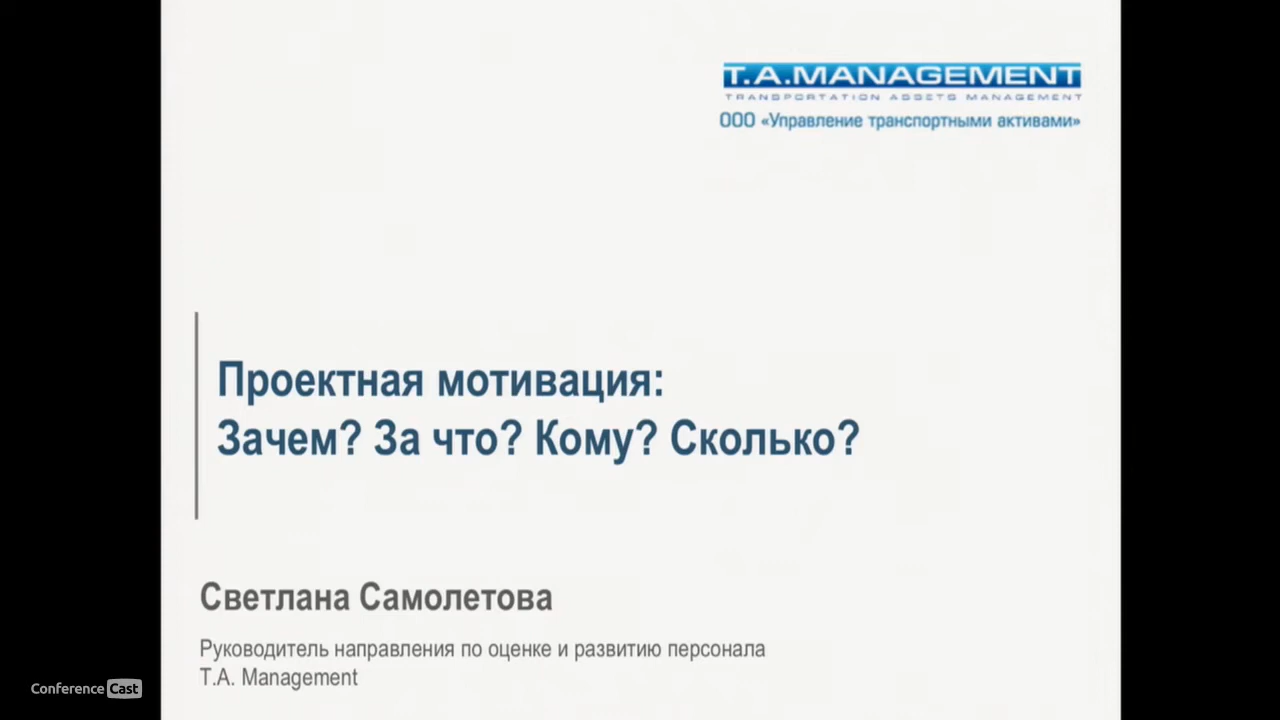 T.A.MANAGEMENT
TRANSPORTATION ASSETS MANAGEMENT
ООО «Управление транспортными активами»
Проектная мотивация:
Зачем? За что? Кому? Сколько?
Светлана Самолетова
Руководитель направления по оценке и развитию персонала
T.A. Management
Conference Cast